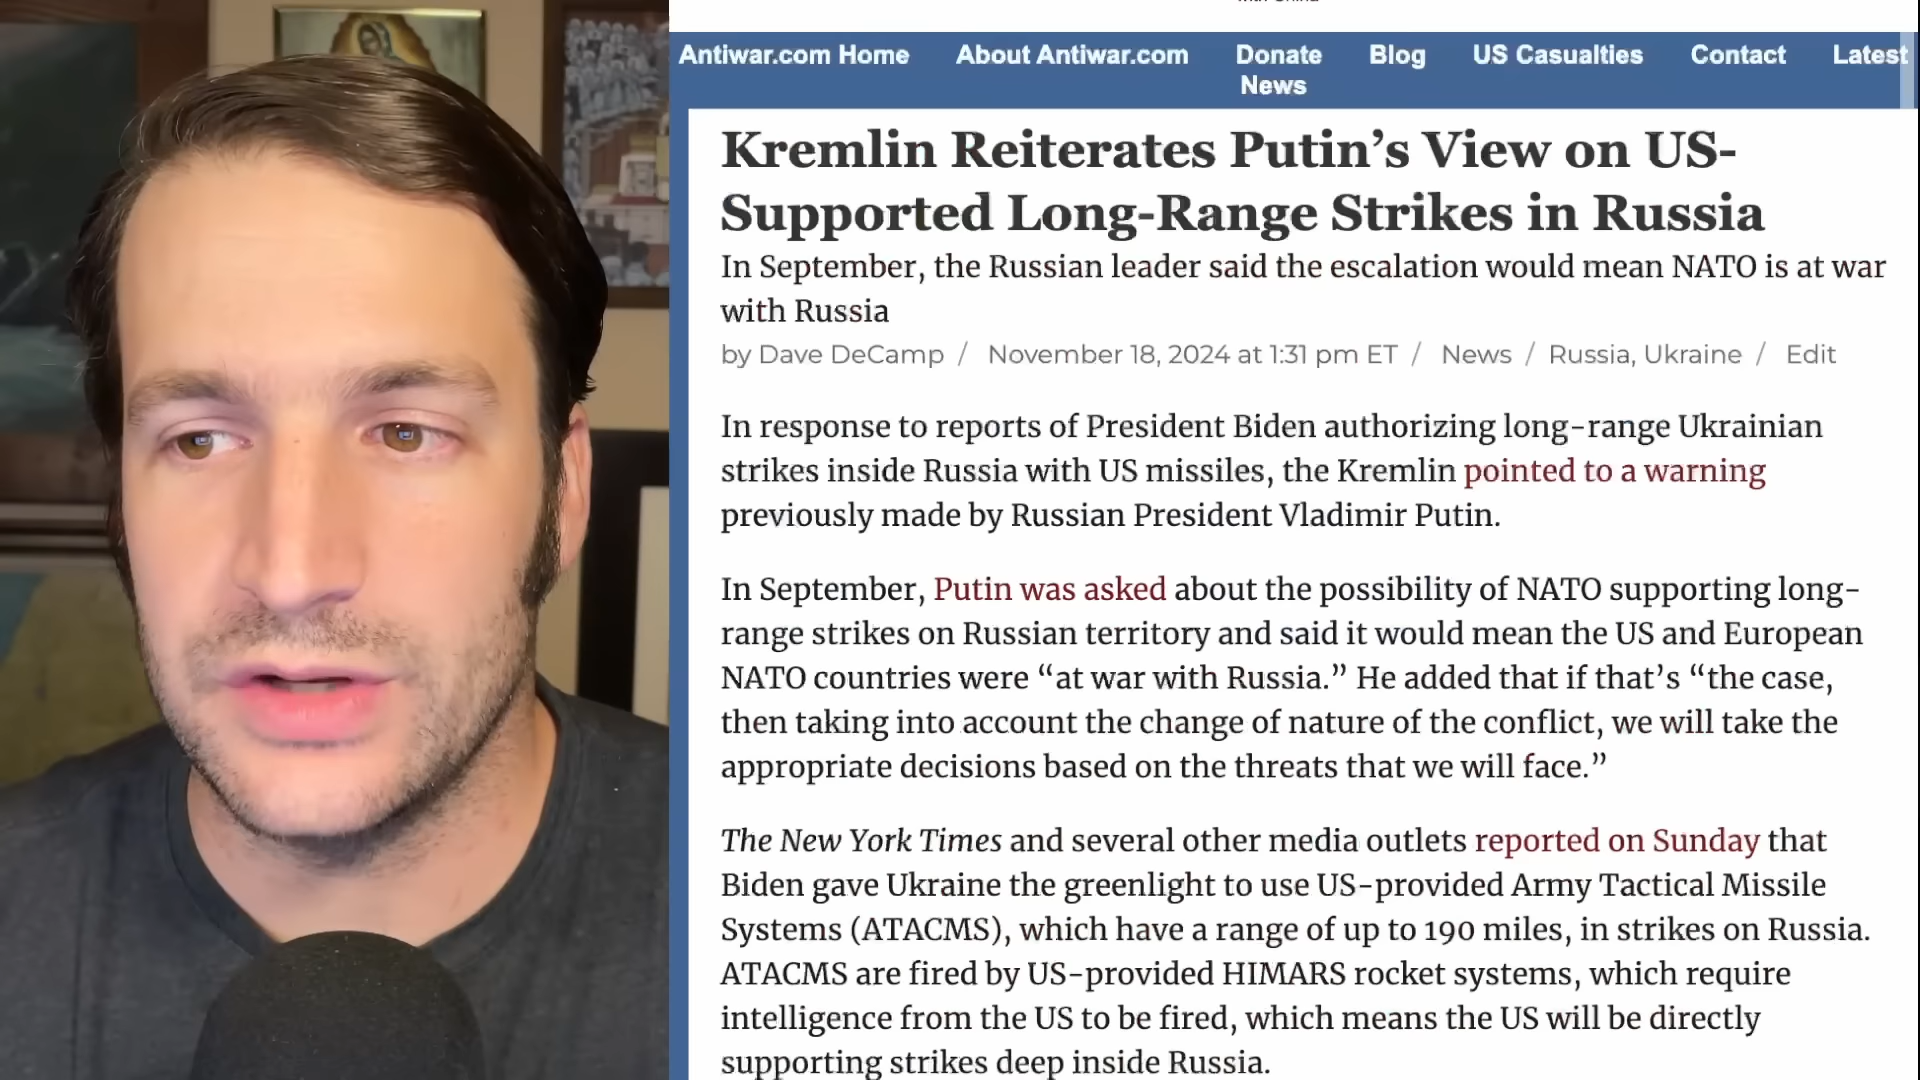 Antiwar.com Home About Antiwar.com Donate Blog US Casualties Contact Latest
News
Kremlin Reiterates Putin’s View on US-
Supported Long-Range Strikes in Russia
In September, the Russian leader said the escalation would mean NATO is at war
with Russia
by Dave DeCamp / November 18, 2024 at 1:31 pm ET / News / Russia, Ukraine / Edit
In response to reports of President Biden authorizing long-range Ukrainian
strikes inside Russia with US missiles, the Kremlin pointed to a warning
previously made by Russian President Vladimir Putin.
In September, Putin was asked about the possibility of NATO supporting long-
range strikes on Russian territory and said it would mean the US and European
NATO countries were “at war with Russia.” He added that if that’s “the case,
then taking into account the change of nature of the conflict, we will take the
appropriate decisions based on the threats that we will face.”
The New York Times and several other media outlets reported on Sunday that
Biden gave Ukraine the greenlight to use US-provided Army Tactical Missile
Systems (ATACMS), which have a range of up to 190 miles, in strikes on Russia.
ATACMS are fired by US-provided HIMARS rocket systems, which require
intelligence from the US to be fired, which means the US will be directly
supporting strikes deep inside Russia.